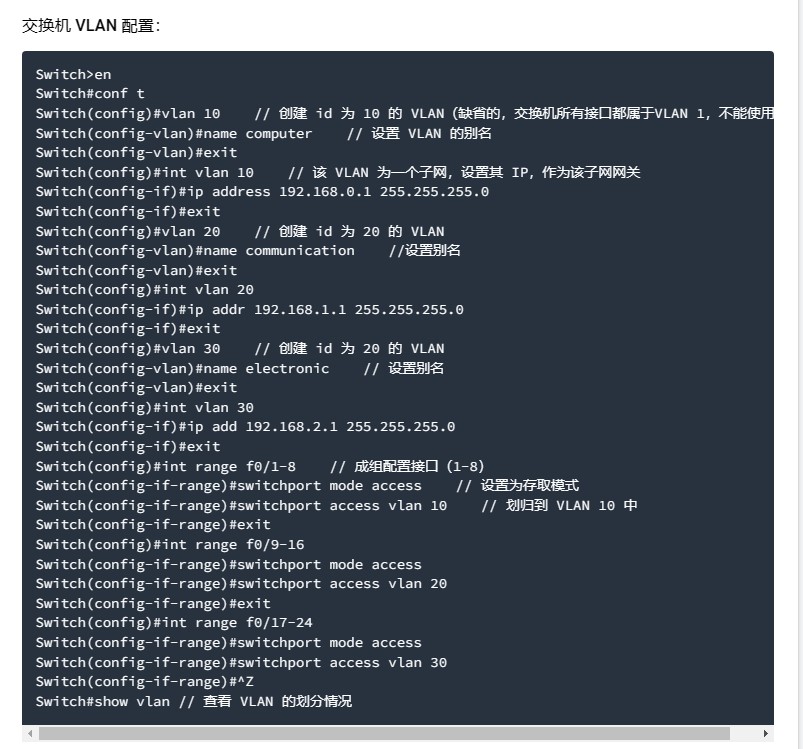 交换机 VLAN 配置：
Switch>en
Switch#conf t
Switch(config)#vlan 10    // 创建 id 为 10 的 VLAN（缺省的，交换机所有接口都属于VLAN 1，不能使用
Switch(config-vlan)#name computer    // 设置 VLAN 的别名
Switch(config-vlan)#exit
Switch(config)#int vlan 10    // 该 VLAN 为一个子网，设置其 IP，作为该子网网关
Switch(config-if)#ip address 192.168.0.1 255.255.255.0
Switch(config-if)#exit
Switch(config)#vlan 20    // 创建 id 为 20 的 VLAN
Switch(config-vlan)#name communication    //设置别名
Switch(config-vlan)#exit
Switch(config)#int vlan 20
Switch(config-if)#ip addr 192.168.1.1 255.255.255.0
Switch(config-if)#exit
Switch(config)#vlan 30    // 创建 id 为 20 的 VLAN
Switch(config-vlan)#name electronic    // 设置别名
Switch(config-vlan)#exit
Switch(config)#int vlan 30
Switch(config-if)#ip add 192.168.2.1 255.255.255.0
Switch(config-if)#exit
Switch(config)#int range f0/1-8    // 成组配置接口（1-8）
Switch(config-if-range)#switchport mode access    // 设置为存取模式
Switch(config-if-range)#switchport access vlan 10    // 划归到 VLAN 10 中
Switch(config-if-range)#exit
Switch(config)#int range f0/9-16
Switch(config-if-range)#switchport mode access
Switch(config-if-range)#switchport access vlan 20
Switch(config-if-range)#exit
Switch(config)#int range f0/17-24
Switch(config-if-range)#switchport mode access
Switch(config-if-range)#switchport access vlan 30
Switch(config-if-range)#^Z
Switch#show vlan // 查看 VLAN 的划分情况